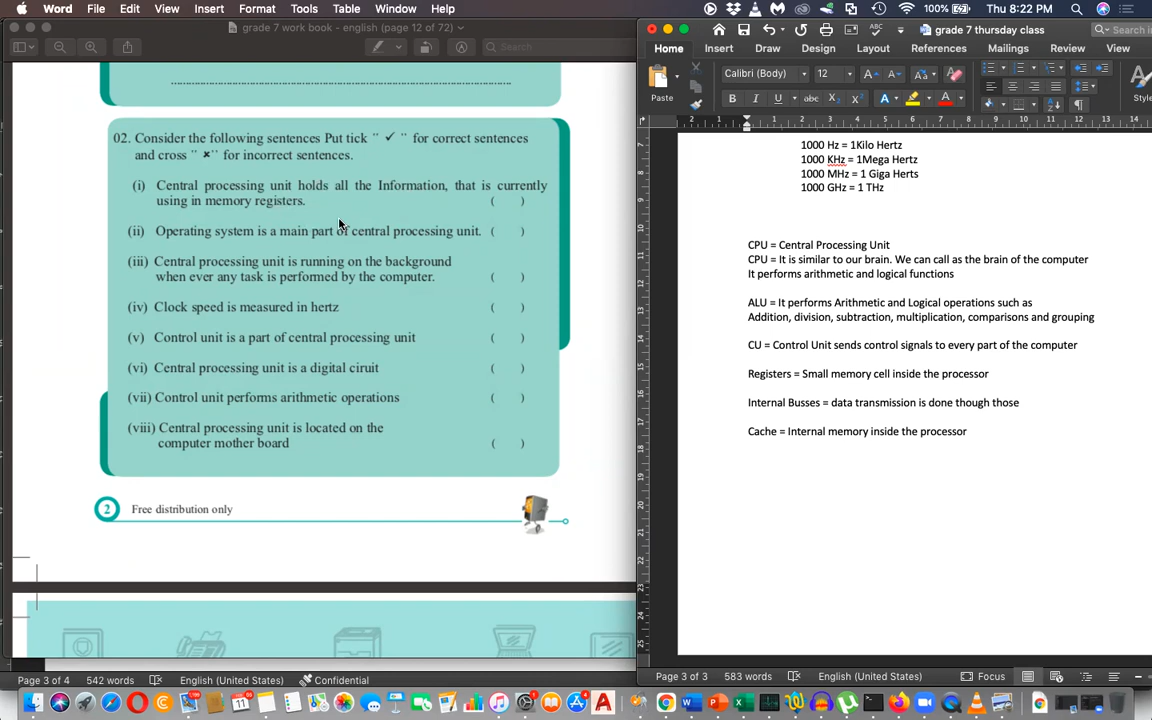 Word File Edit View Insert Format Tools Table Window Help 100% Thu 8:22 PM
grade 7 work book - english (page 12 of 72)
Search
02. Consider the following sentences Put tick " ✓ " for correct sentences
and cross " ✘ " for incorrect sentences.
(i) Central processing unit holds all the Information, that is currently
using in memory registers. ( )
(ii) Operating system is a main part of central processing unit. ( )
(iii) Central processing unit is running on the background
when ever any task is performed by the computer. ( )
(iv) Clock speed is measured in hertz ( )
(v) Control unit is a part of central processing unit ( )
(vi) Central processing unit is a digital ciruit ( )
(vii) Control unit performs arithmetic operations ( )
(viii) Central processing unit is located on the
computer mother board ( )
2 Free distribution only
Page 3 of 4 542 words English (United States) Confidential
grade 7 thursday class
Search in
Home Insert Draw Design Layout References Mailings Review View
Paste Calibri (Body) 12
B I U abc X2 X2 A A
1000 Hz = 1Kilo Hertz
1000 KHz = 1Mega Hertz
1000 MHz = 1 Giga Herts
1000 GHz = 1 THz
CPU = Central Processing Unit
CPU = It is similar to our brain. We can call as the brain of the computer
It performs arithmetic and logical functions
ALU = It performs Arithmetic and Logical operations such as
Addition, division, subtraction, multiplication, comparisons and grouping
CU = Control Unit sends control signals to every part of the computer
Registers = Small memory cell inside the processor
Internal Busses = data transmission is done though those
Cache = Internal memory inside the processor
Page 3 of 3 583 words English (United States) Focus